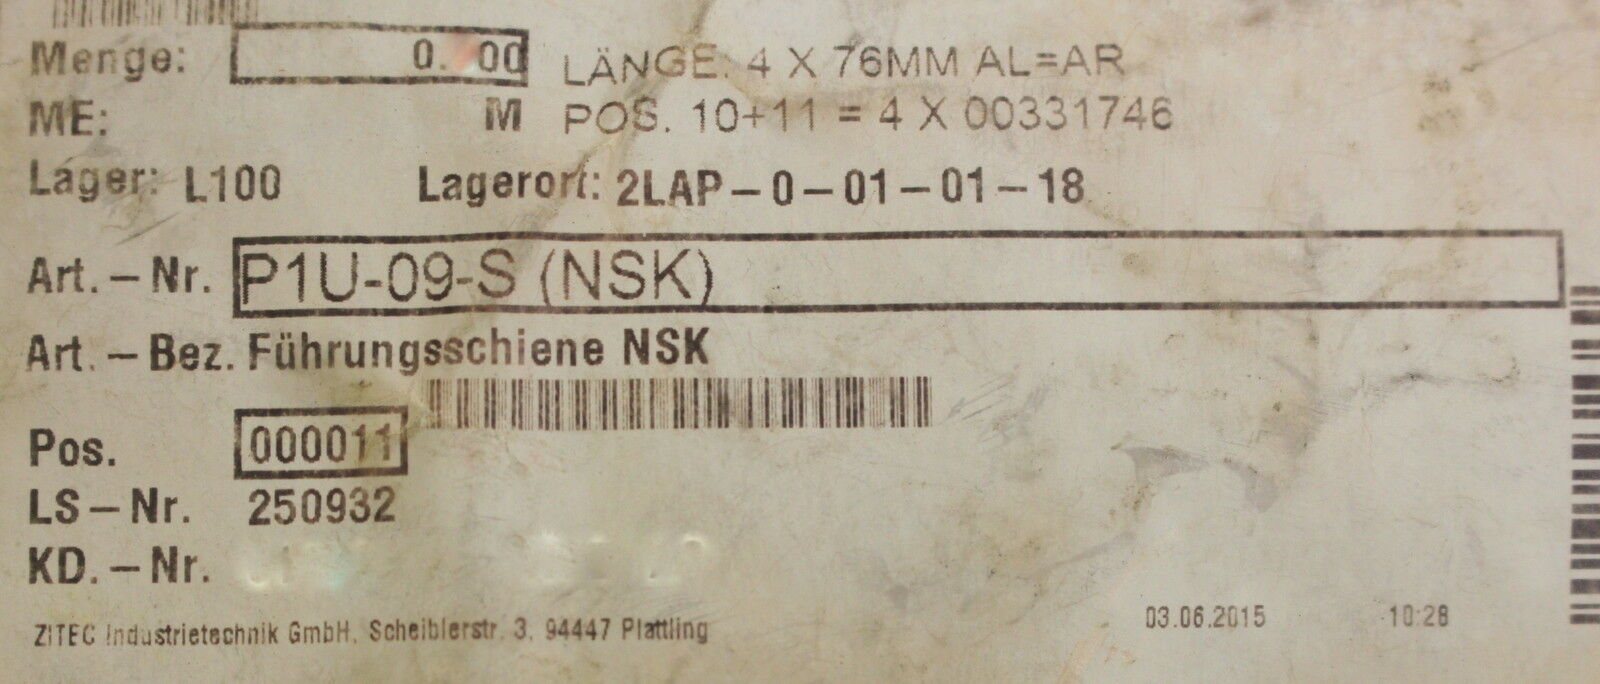 Menge: 0. 00
LÄNGE: 4 X 76MM AL=AR
ME: M
POS. 10+11 = 4 X 00331746
Lager: L100 Lagerort: 2LAP-0-01-01-18
Art.-Nr. P1U-09-S (NSK)
Art.-Bez. Führungsschiene NSK
Pos. 000011
LS-Nr. 250932
KD.-Nr.
ZITEC Industrietechnik GmbH, Scheiblerstr. 3, 94447 Plattling 03.06.2015 10:28